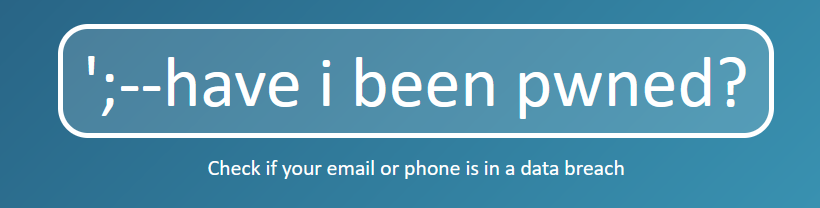 ';--have i been pwned?
Check if your email or phone is in a data breach